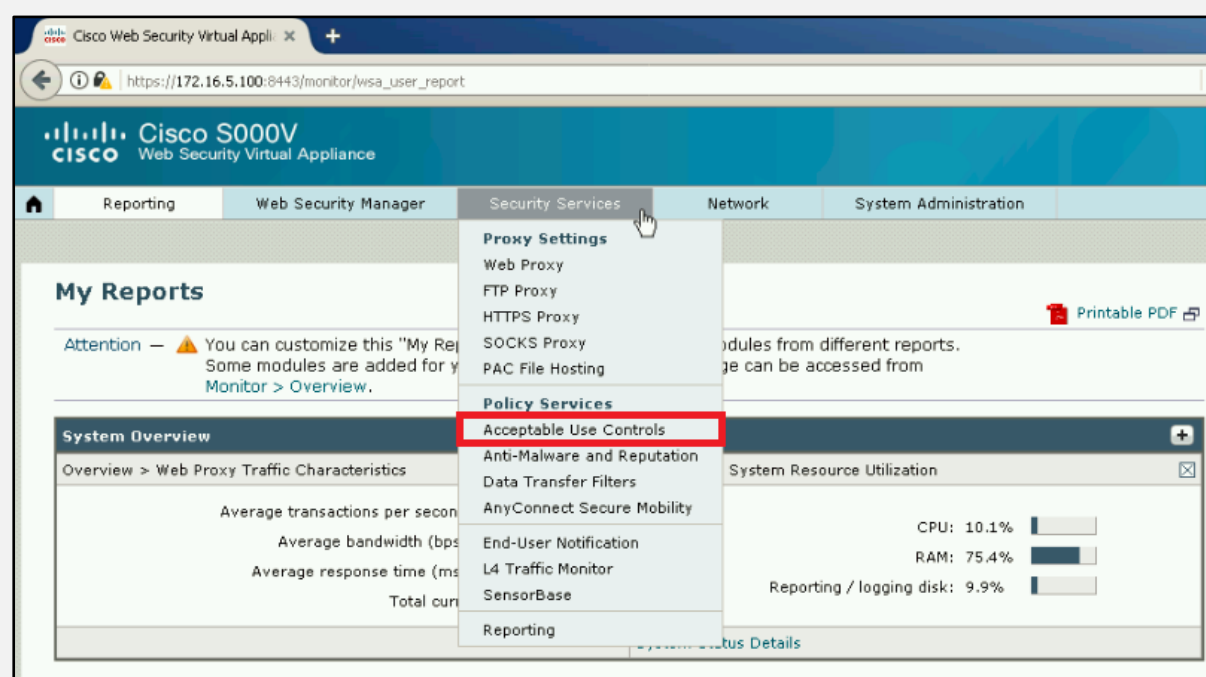 Cisco Web Security Virtual Appli
https://172.16.5.100:8443/monitor/wsa_user_report
Cisco S000V
CISCO Web Security Virtual Appliance
Reporting Web Security Manager Security Services Network System Administration
Proxy Settings
Web Proxy
FTP Proxy
HTTPS Proxy
SOCKS Proxy
PAC File Hosting
Policy Services
Acceptable Use Controls
Anti-Malware and Reputation
Data Transfer Filters
AnyConnect Secure Mobility
End-User Notification
L4 Traffic Monitor
SensorBase
Reporting
My Reports
Printable PDF
Attention — You can customize this "My Rep odules from different reports.
Some modules are added for y ge can be accessed from
Monitor > Overview.
System Overview
Overview > Web Proxy Traffic Characteristics
System Resource Utilization
Average transactions per secon
Average bandwidth (bps
Average response time (ms
Total curr
CPU: 10.1%
RAM: 75.4%
Reporting / logging disk: 9.9%
System Status Details